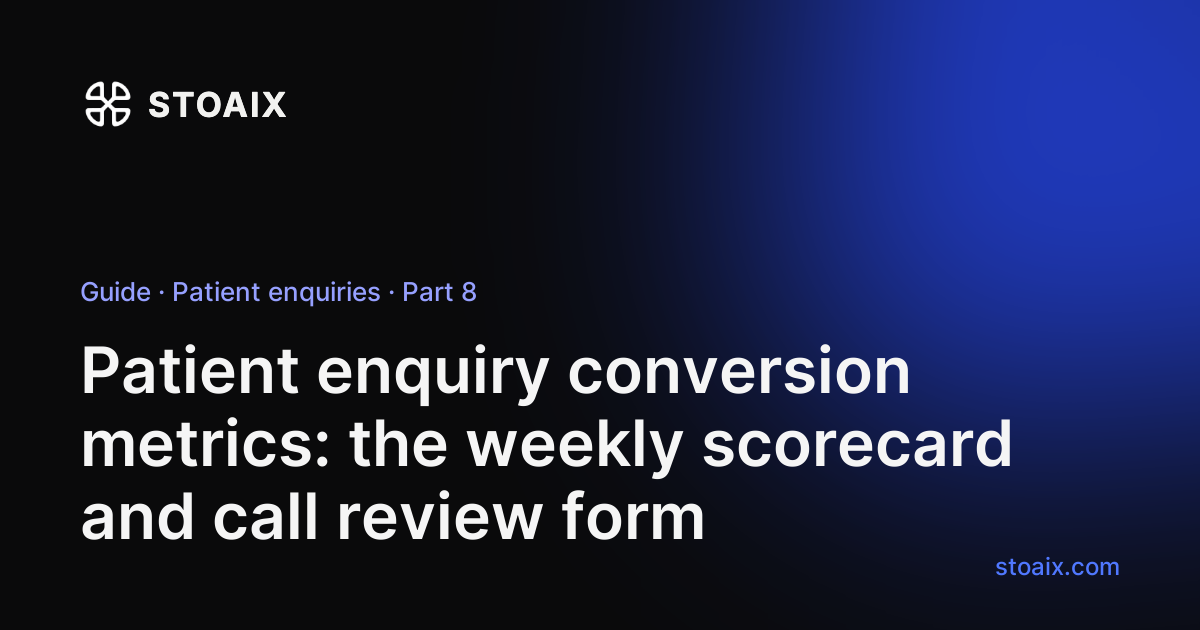 STOAIX
Guide · Patient enquiries · Part 8
Patient enquiry conversion
metrics: the weekly scorecard
and call review form
stoaix.com